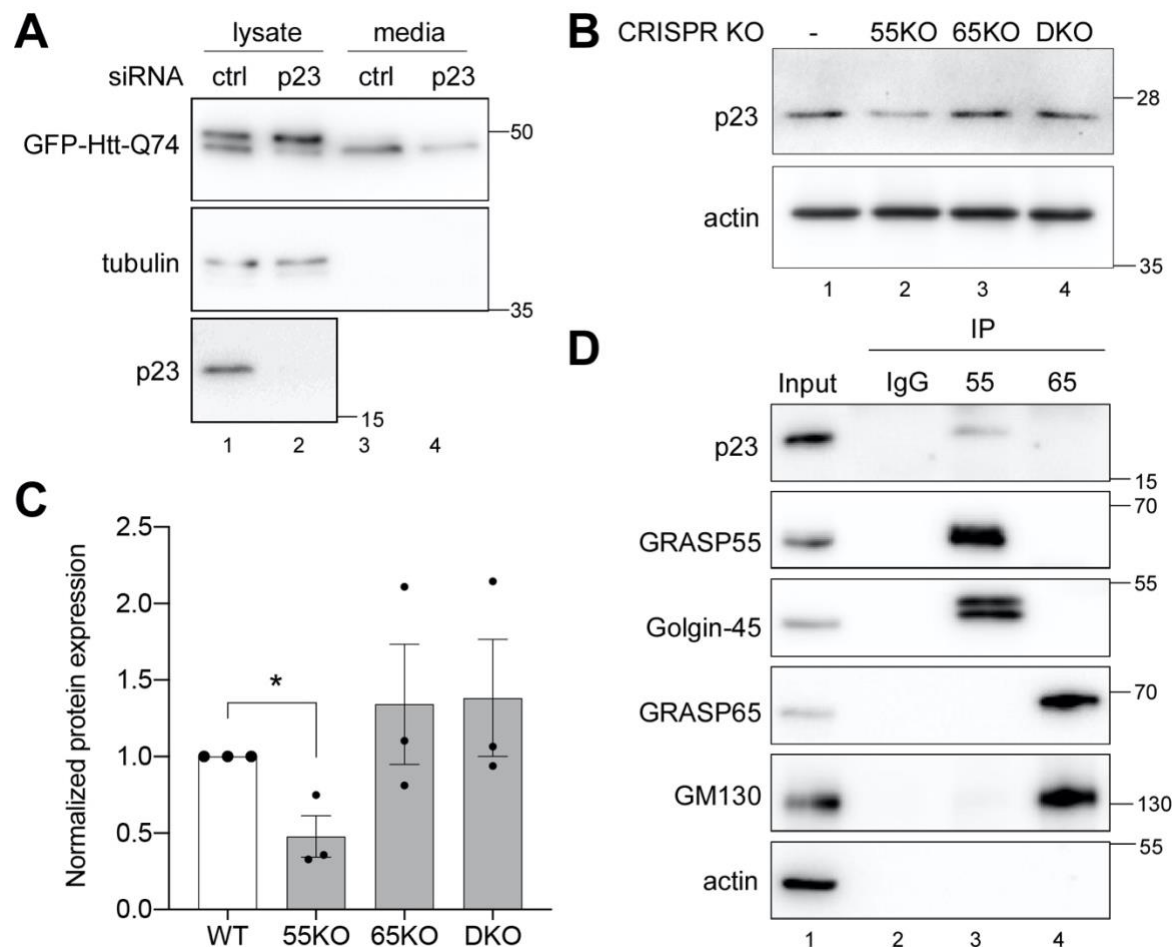 A
lysate media
siRNA ctrl p23 ctrl p23
GFP-Htt-Q74
50
tubulin
35
p23
15
1 2 3 4
B
CRISPR KO - 55KO 65KO DKO
p23
28
actin
35
1 2 3 4
C
Normalized protein expression
2.5
2.0
1.5
1.0
0.5
0.0
*
WT 55KO 65KO DKO
D
IP
Input IgG 55 65
p23
15
GRASP55
70
Golgin-45
55
GRASP65
70
GM130
130
actin
55
1 2 3 4